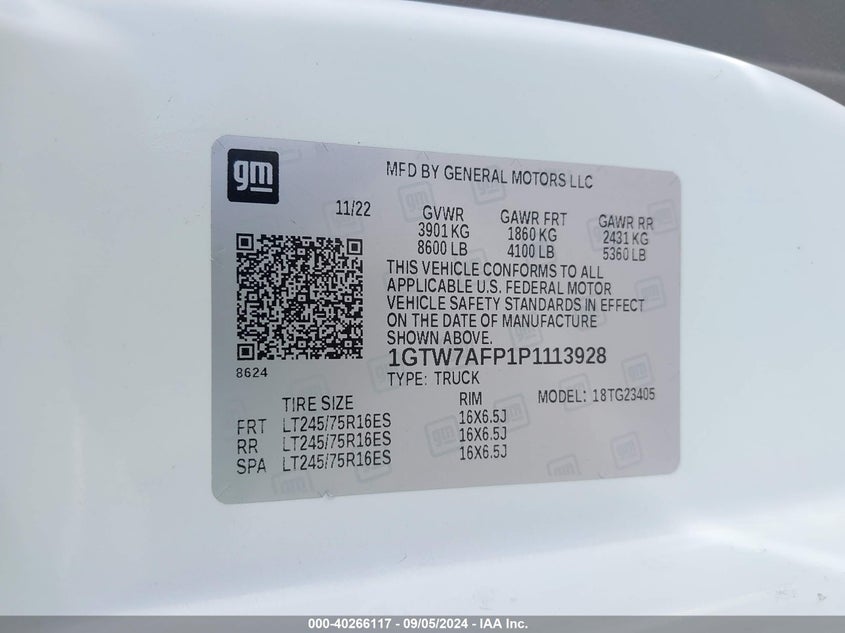 gm
MFD BY GENERAL MOTORS LLC
11/22
GVWR GAWR FRT GAWR RR
3901 KG 1860 KG 2431 KG
8600 LB 4100 LB 5360 LB
THIS VEHICLE CONFORMS TO ALL
APPLICABLE U.S. FEDERAL MOTOR
VEHICLE SAFETY STANDARDS IN EFFECT
ON THE DATE OF MANUFACTURE
SHOWN ABOVE.
8624
1GTW7AFP1P1113928
TYPE: TRUCK
MODEL: 18TG23405
TIRE SIZE RIM
FRT LT245/75R16ES 16X6.5J
RR LT245/75R16ES 16X6.5J
SPA LT245/75R16ES 16X6.5J
000-40266117 - 09/05/2024 - IAA Inc.